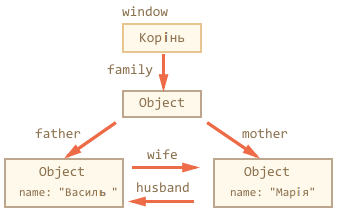 window
Корінь
family
Object
father
mother
wife
Object
Object
husband
name: "Василь "
name: "Марія"